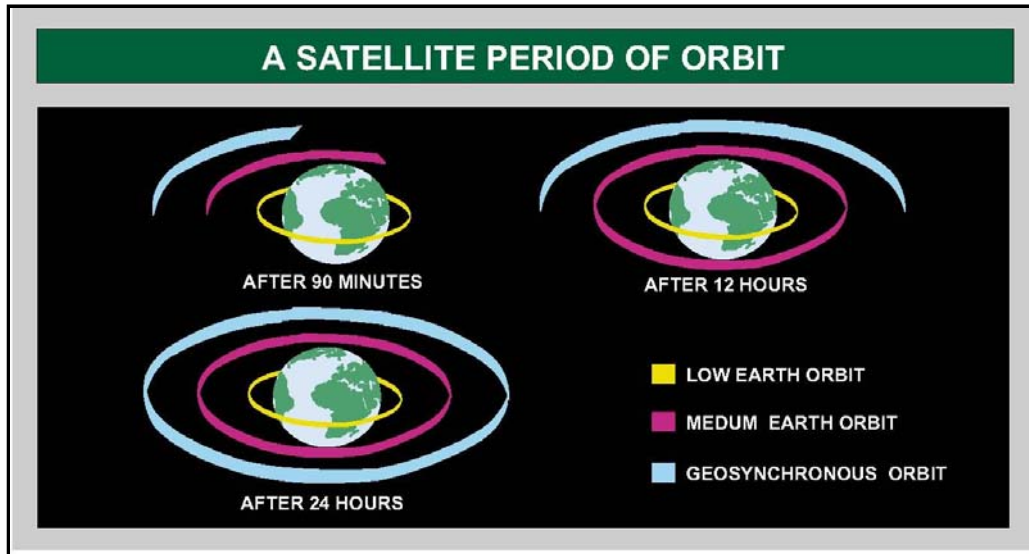 A SATELLITE PERIOD OF ORBIT
AFTER 90 MINUTES
AFTER 12 HOURS
AFTER 24 HOURS
LOW EARTH ORBIT
MEDUM EARTH ORBIT
GEOSYNCHRONOUS ORBIT